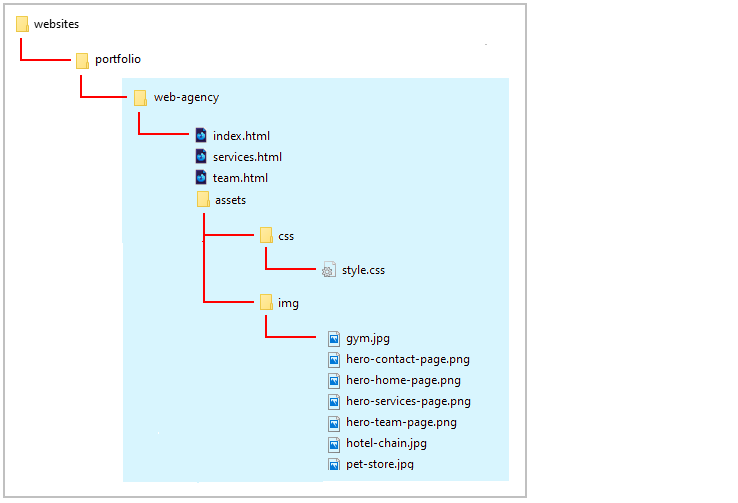 websites
portfolio
web-agency
index.html
services.html
team.html
assets
css
style.css
img
gym.jpg
hero-contact-page.png
hero-home-page.png
hero-services-page.png
hero-team-page.png
hotel-chain.jpg
pet-store.jpg